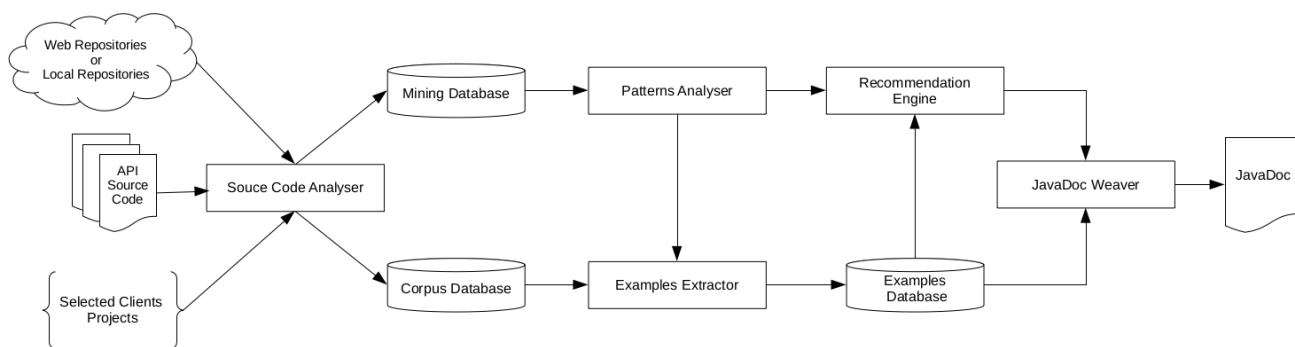 Web Repositories
or
Local Repositories
API
Source
Code
Selected Clients
Projects
Souce Code Analyser
Mining Database
Corpus Database
Patterns Analyser
Examples Extractor
Recommendation
Engine
Examples
Database
JavaDoc Weaver
JavaDoc